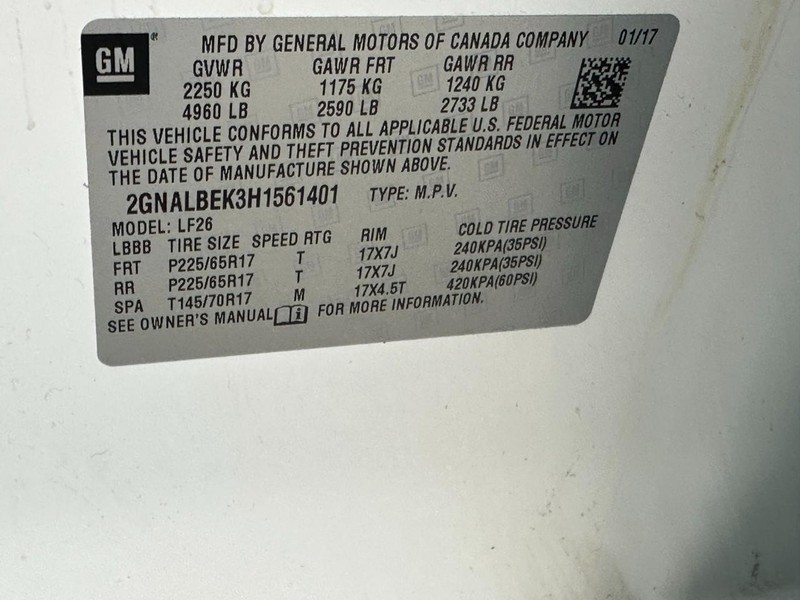 GM MFD BY GENERAL MOTORS OF CANADA COMPANY 01/17
GVWR GAWR FRT GAWR RR
2250 KG 1175 KG 1240 KG
4960 LB 2590 LB 2733 LB
THIS VEHICLE CONFORMS TO ALL APPLICABLE U.S. FEDERAL MOTOR
VEHICLE SAFETY AND THEFT PREVENTION STANDARDS IN EFFECT ON
THE DATE OF MANUFACTURE SHOWN ABOVE.
2GNALBEK3H1561401 TYPE: M.P.V.
MODEL: LF26
LBBB TIRE SIZE SPEED RTG RIM COLD TIRE PRESSURE
FRT P225/65R17 T 17X7J 240KPA(35PSI)
RR P225/65R17 T 17X7J 240KPA(35PSI)
SPA T145/70R17 M 17X4.5T 420KPA(60PSI)
SEE OWNER'S MANUAL i FOR MORE INFORMATION.